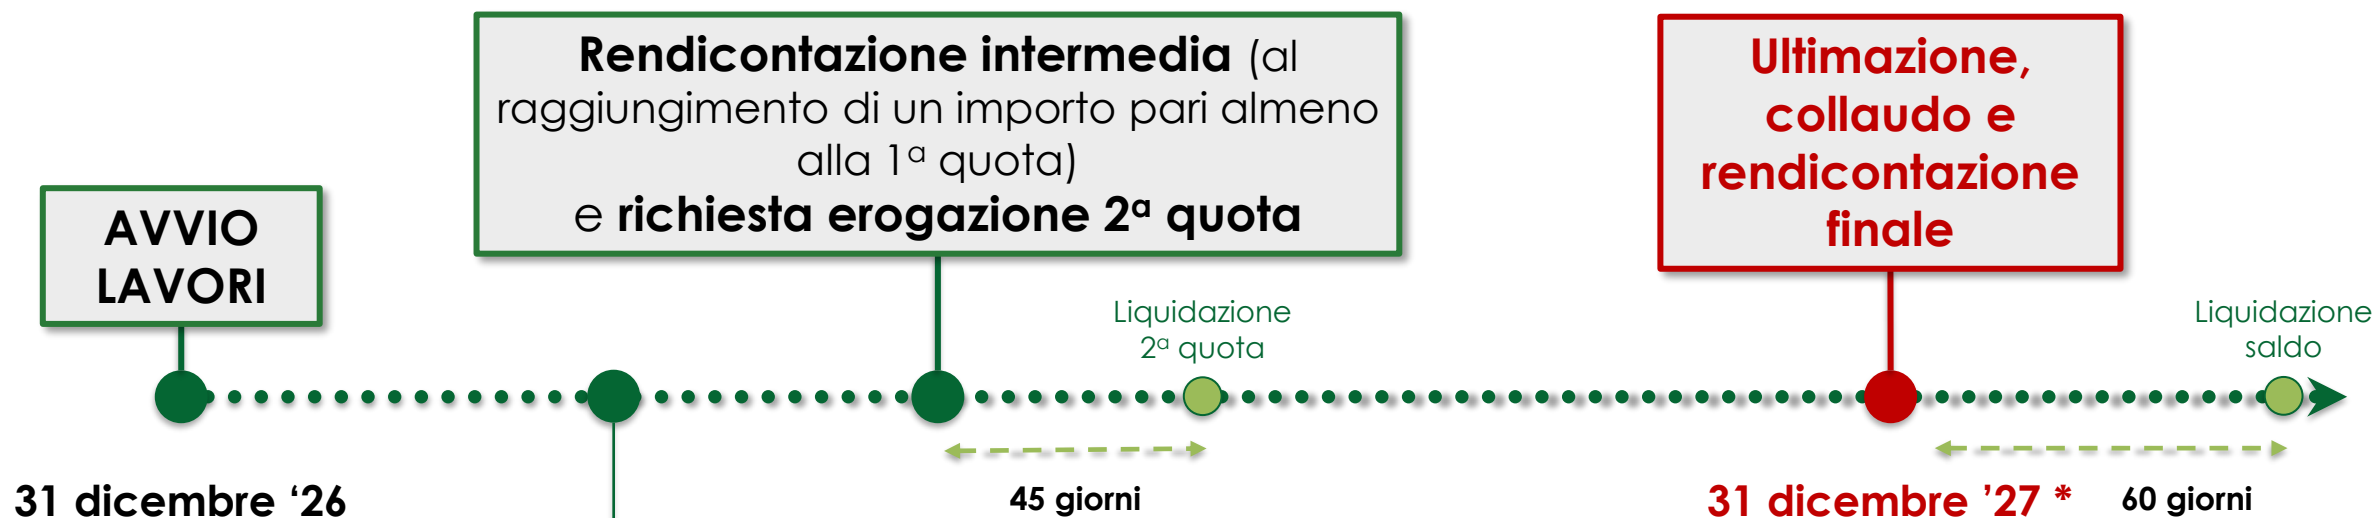 AVVIO
LAVORI
Rendicontazione intermedia (al
raggiungimento di un importo pari almeno
alla 1ª quota)
e richiesta erogazione 2ª quota
Ultimazione,
collaudo e
rendicontazione
finale
Liquidazione
2ª quota
Liquidazione
saldo
31 dicembre ‘26
45 giorni
31 dicembre ’27 *
60 giorni